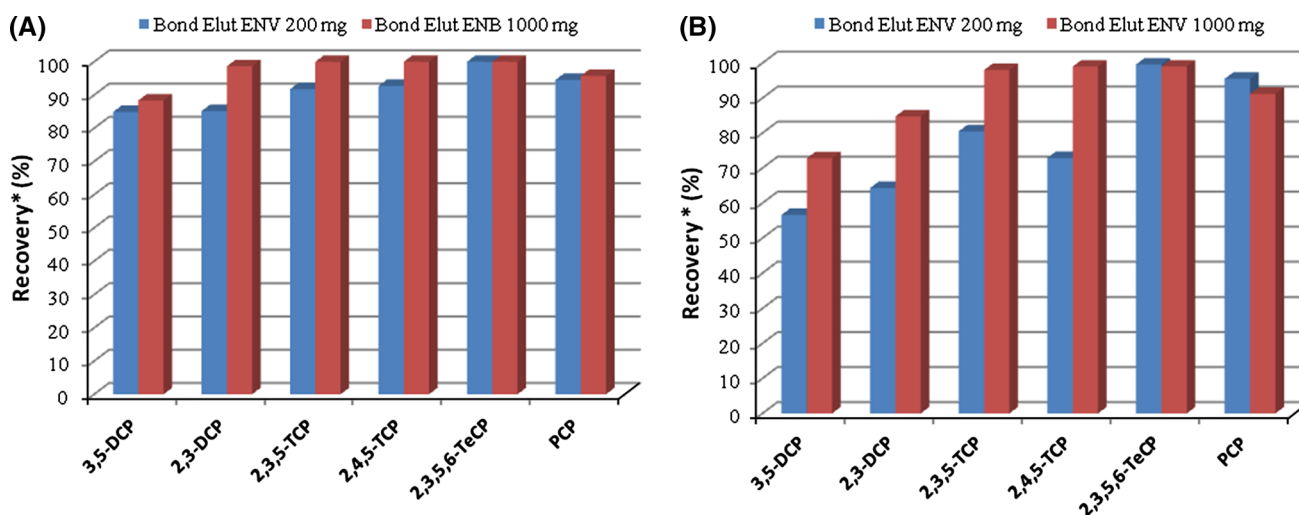 (A)
Bond Elut ENV 200 mg Bond Elut ENB 1000 mg
Recovery* (%)
100
90
80
70
60
50
40
30
20
10
0
3,5-DCP
2,3-DCP
2,3,5-TCP
2,4,5-TCP
2,3,5,6-TeCP
PCP
(B)
Bond Elut ENV 200 mg Bond Elut ENV 1000 mg
Recovery * (%)
100
90
80
70
60
50
40
30
20
10
0
3,5-DCP
2,3-DCP
2,3,5-TCP
2,4,5-TCP
2,3,5,6-TeCP
PCP